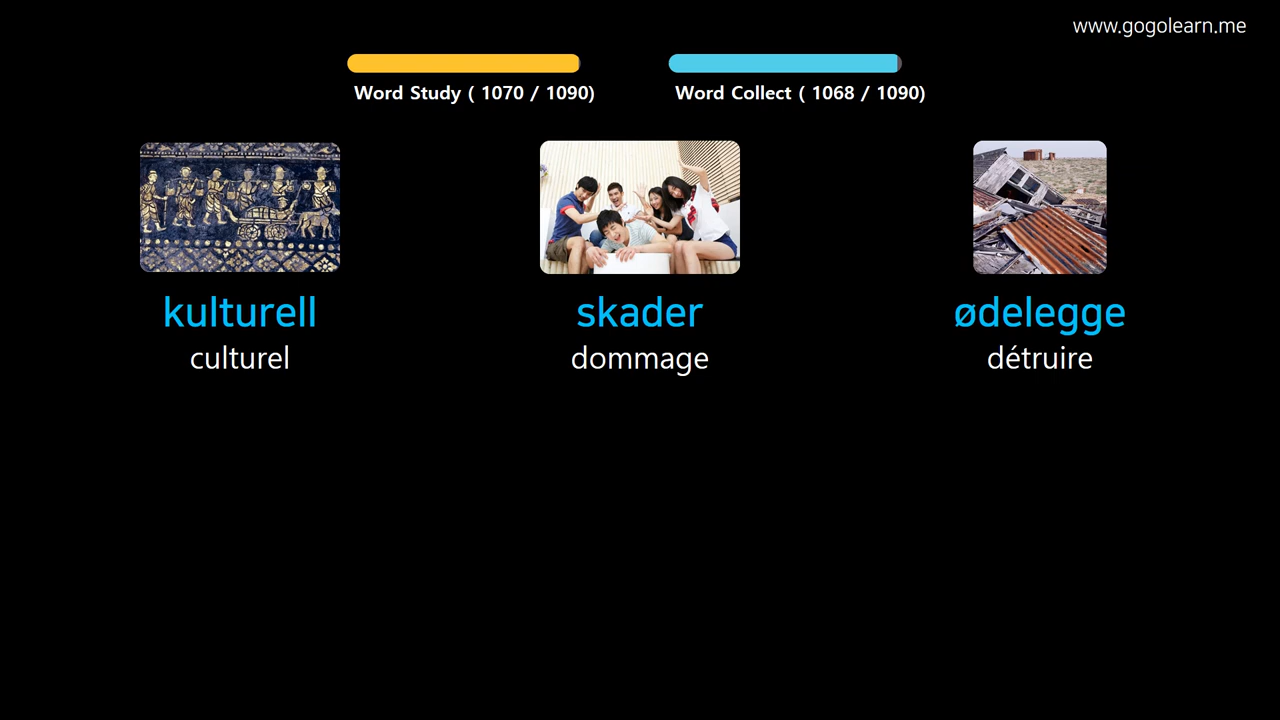 www.gogolearn.me
Word Study ( 1070 / 1090)
Word Collect ( 1068 / 1090)
kulturell
skader
ødelegge
culturel
dommage
détruire